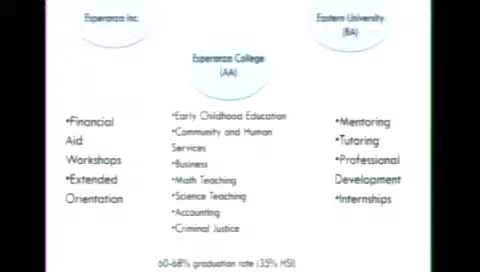 Esperanza Inc.
Eastern University
(BA)
Esperanza College
(AA)
•Financial
Aid
Workshops
•Extended
Orientation
•Early Childhood Education
•Community and Human
Services
•Business
•Math Teaching
•Science Teaching
•Accounting
•Criminal Justice
•Mentoring
•Tutoring
•Professional
Development
•Internships
60-68% graduation rate (35% HSI)